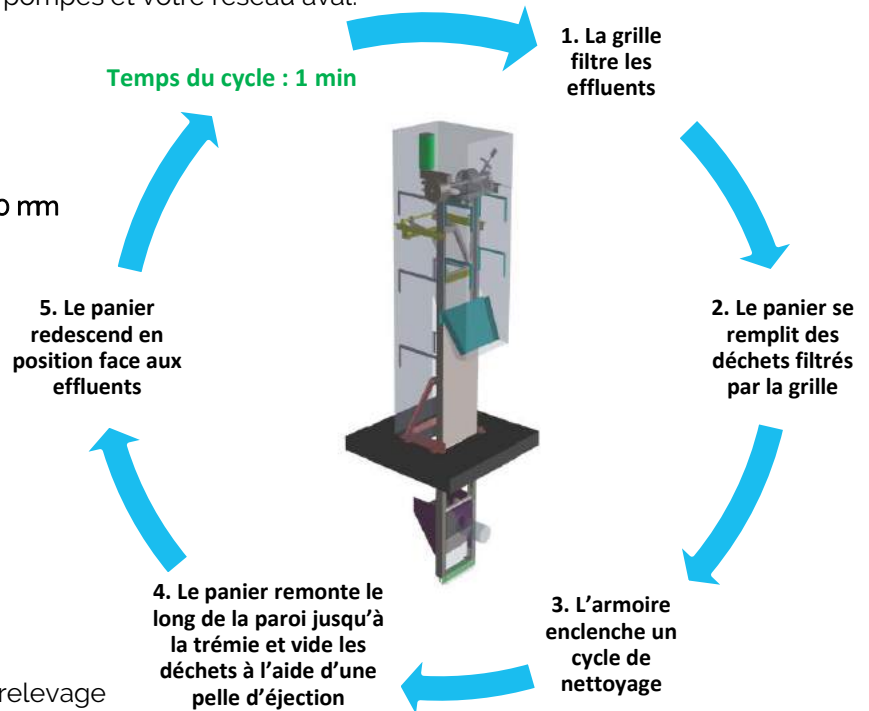 pompes et votre réseau aval.
Temps du cycle : 1 min
1. La grille
filtre les
effluents
0 mm
2. Le panier se
remplit des
déchets filtrés
par la grille
3. L'armoire
enclenche un
cycle de
nettoyage
4. Le panier remonte le
long de la paroi jusqu'à
la trémie et vide les
déchets à l'aide d'une
pelle d'éjection
5. Le panier
redescend en
position face aux
effluents
relevage